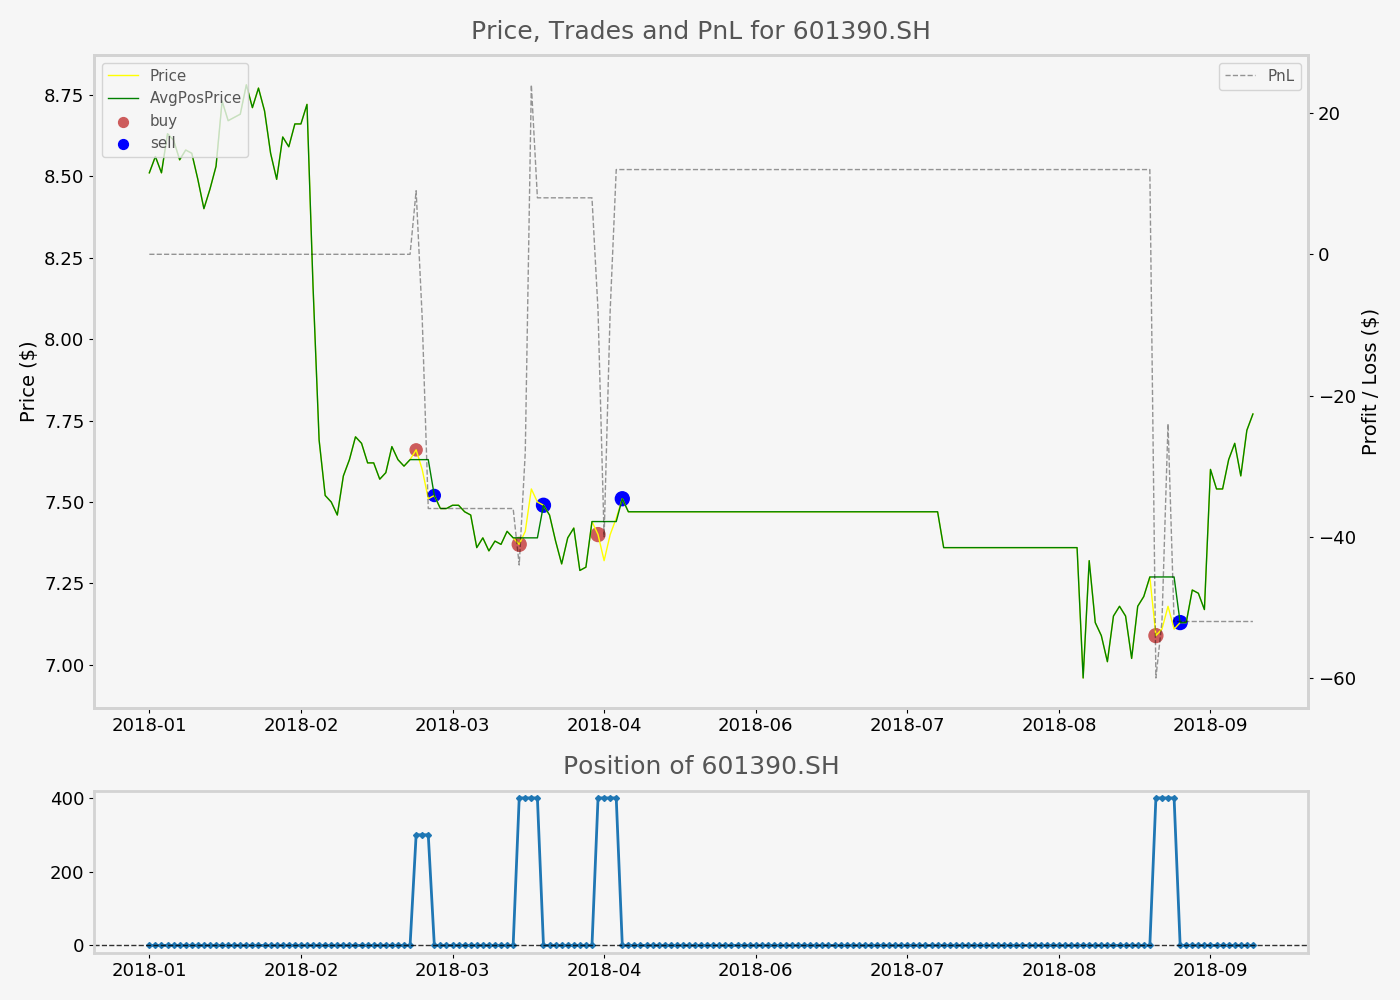 Price, Trades and PnL for 601390.SH
Price
AvgPosPrice
buy
sell
PnL
8.75
8.50
8.25
8.00
7.75
7.50
7.25
7.00
Price ($)
20
0
−20
−40
−60
Profit / Loss ($)
2018-01 2018-02 2018-03 2018-04 2018-06 2018-07 2018-08 2018-09
Position of 601390.SH
400
200
0
2018-01 2018-02 2018-03 2018-04 2018-06 2018-07 2018-08 2018-09